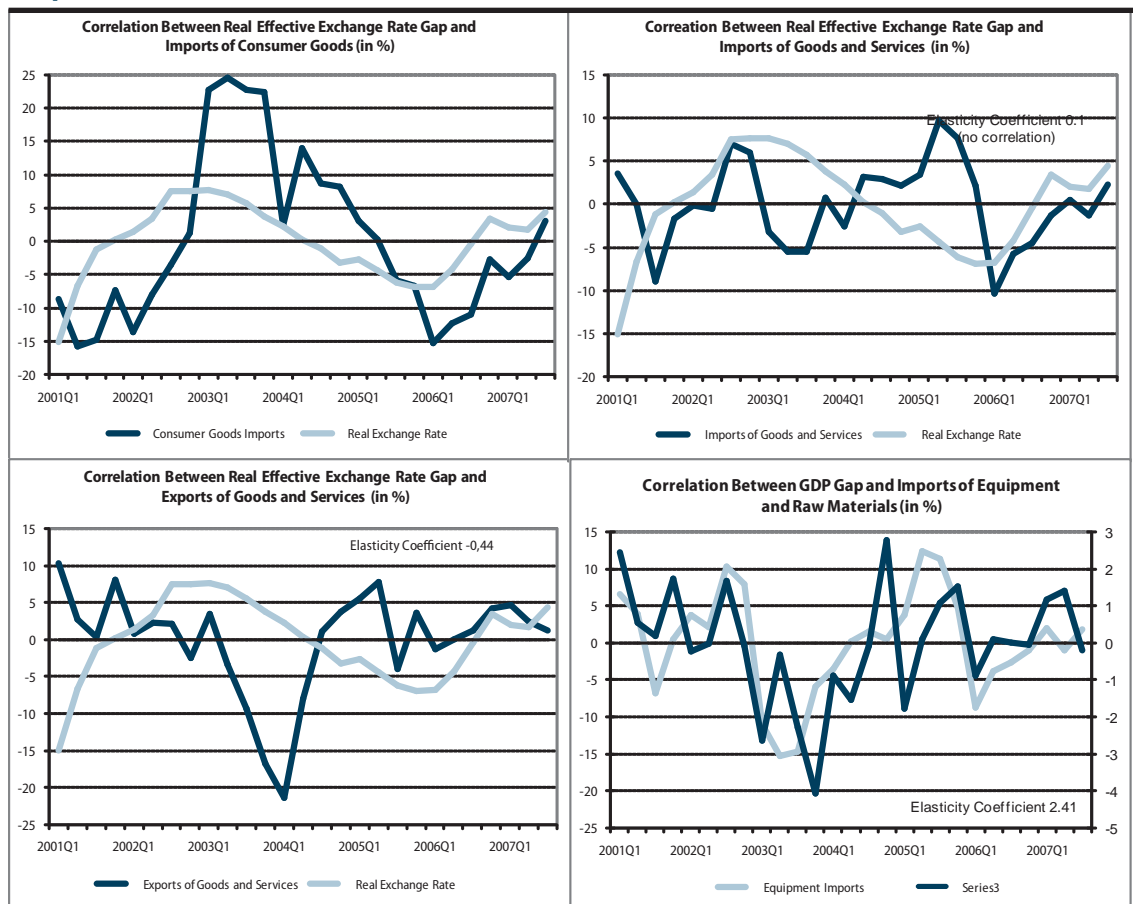 Correlation Between Real Effective Exchange Rate Gap and
Imports of Consumer Goods (in %)
25
20
15
10
5
0
-5
-10
-15
-20
2001Q1 2002Q1 2003Q1 2004Q1 2005Q1 2006Q1 2007Q1
Consumer Goods Imports Real Exchange Rate
Correlation Between Real Effective Exchange Rate Gap and
Imports of Goods and Services (in %)
15
10
5
0
-5
-10
-15
-20
Elasticity Coefficient 0.1
(no correlation)
2001Q1 2002Q1 2003Q1 2004Q1 2005Q1 2006Q1 2007Q1
Imports of Goods and Services Real Exchange Rate
Correlation Between Real Effective Exchange Rate Gap and
Exports of Goods and Services (in %)
15
10
5
0
-5
-10
-15
-20
-25
Elasticity Coefficient -0,44
2001Q1 2002Q1 2003Q1 2004Q1 2005Q1 2006Q1 2007Q1
Exports of Goods and Services Real Exchange Rate
Correlation Between GDP Gap and Imports of Equipment
and Raw Materials (in %)
15
10
5
0
-5
-10
-15
-20
-25
3
2
1
0
-1
-2
-3
-4
-5
Elasticity Coefficient 2.41
2001Q1 2002Q1 2003Q1 2004Q1 2005Q1 2006Q1 2007Q1
Equipment Imports Series3